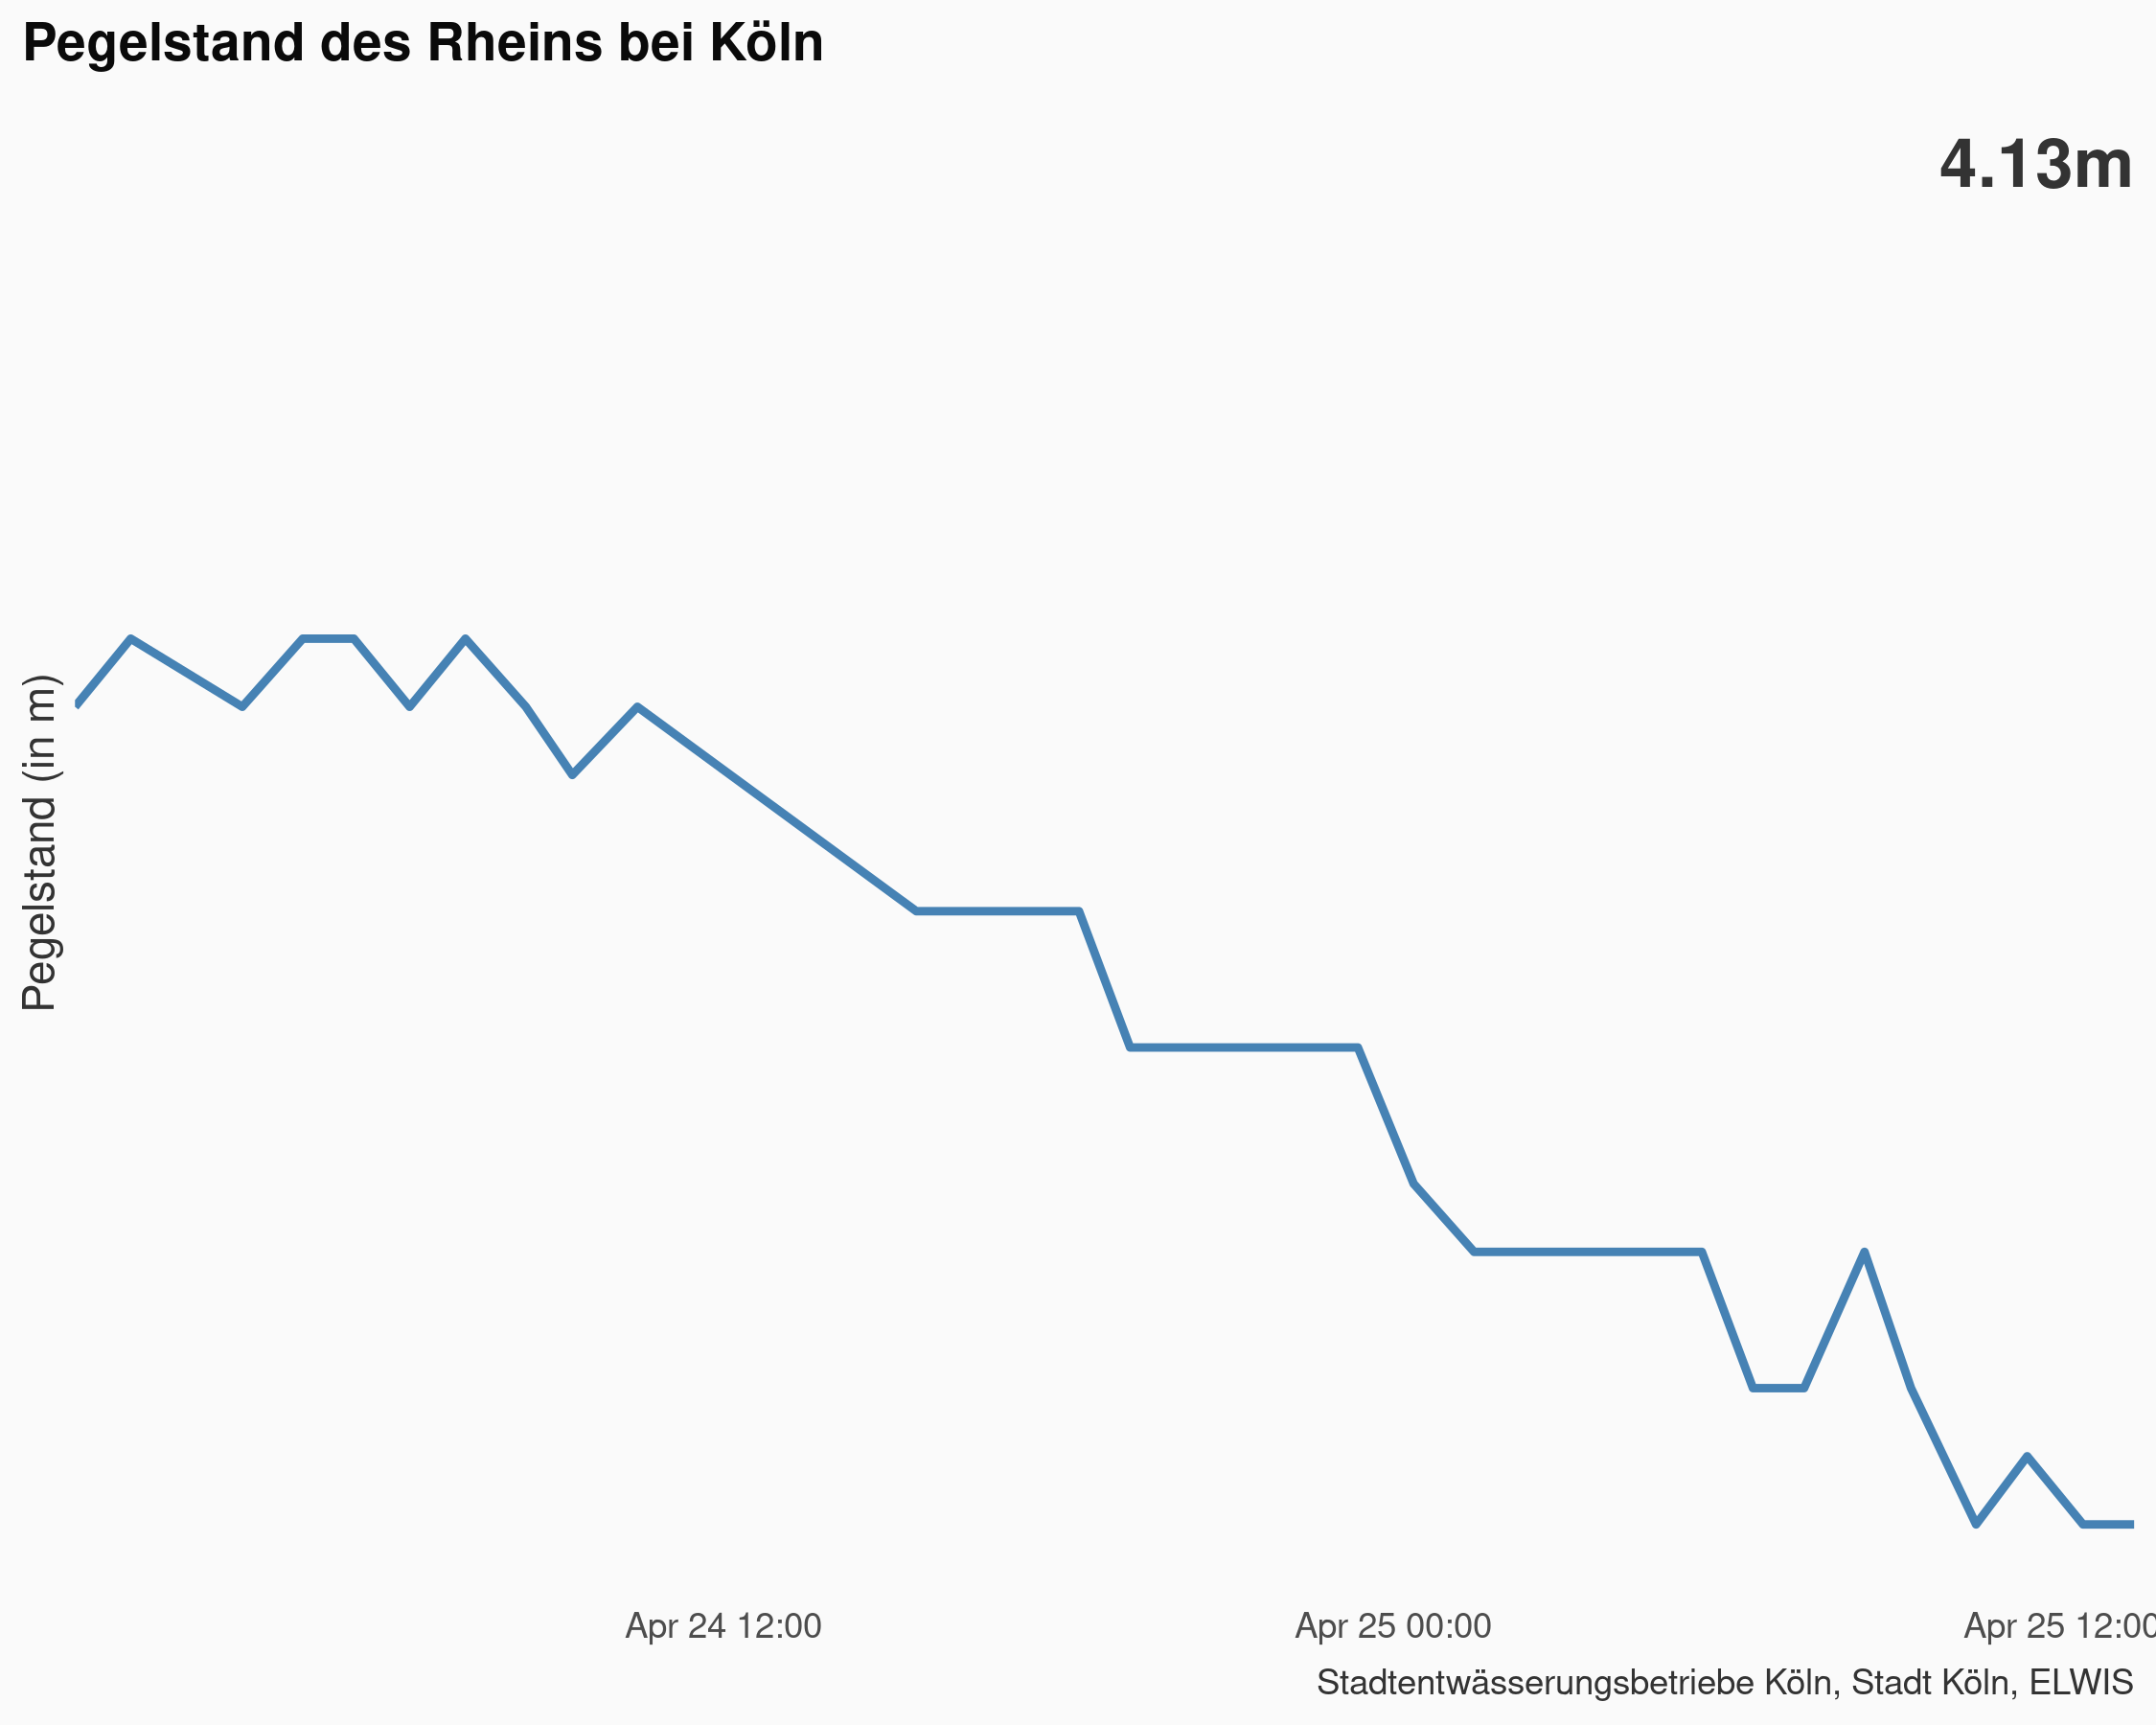 Pegelstand des Rheins bei Köln
4.13m
Pegelstand (in m)
Apr 24 12:00
Apr 25 00:00
Apr 25 12:00
Stadtentwässerungsbetriebe Köln, Stadt Köln, ELWIS